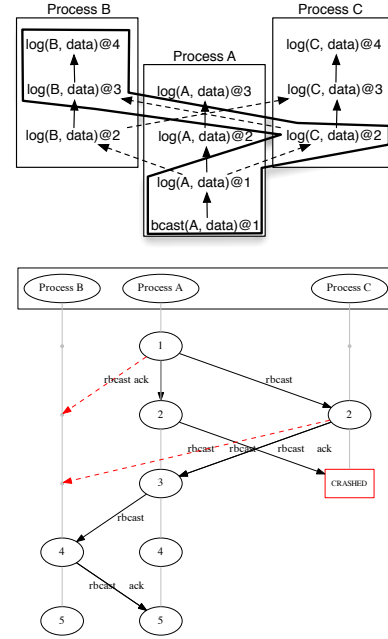 Process B
Process C
Process A
log(B, data)@4
log(C, data)@4
log(B, data)@3
log(A, data)@3
log(C, data)@3
log(B, data)@2
log(A, data)@2
log(C, data)@2
log(A, data)@1
bcast(A, data)@1
Process B
Process A
Process C
1
rbcast
ack
rbcast
2
2
rbcast
rbcast
rbcast
ack
3
CRASHED
rbcast
4
4
rbcast
ack
5
5